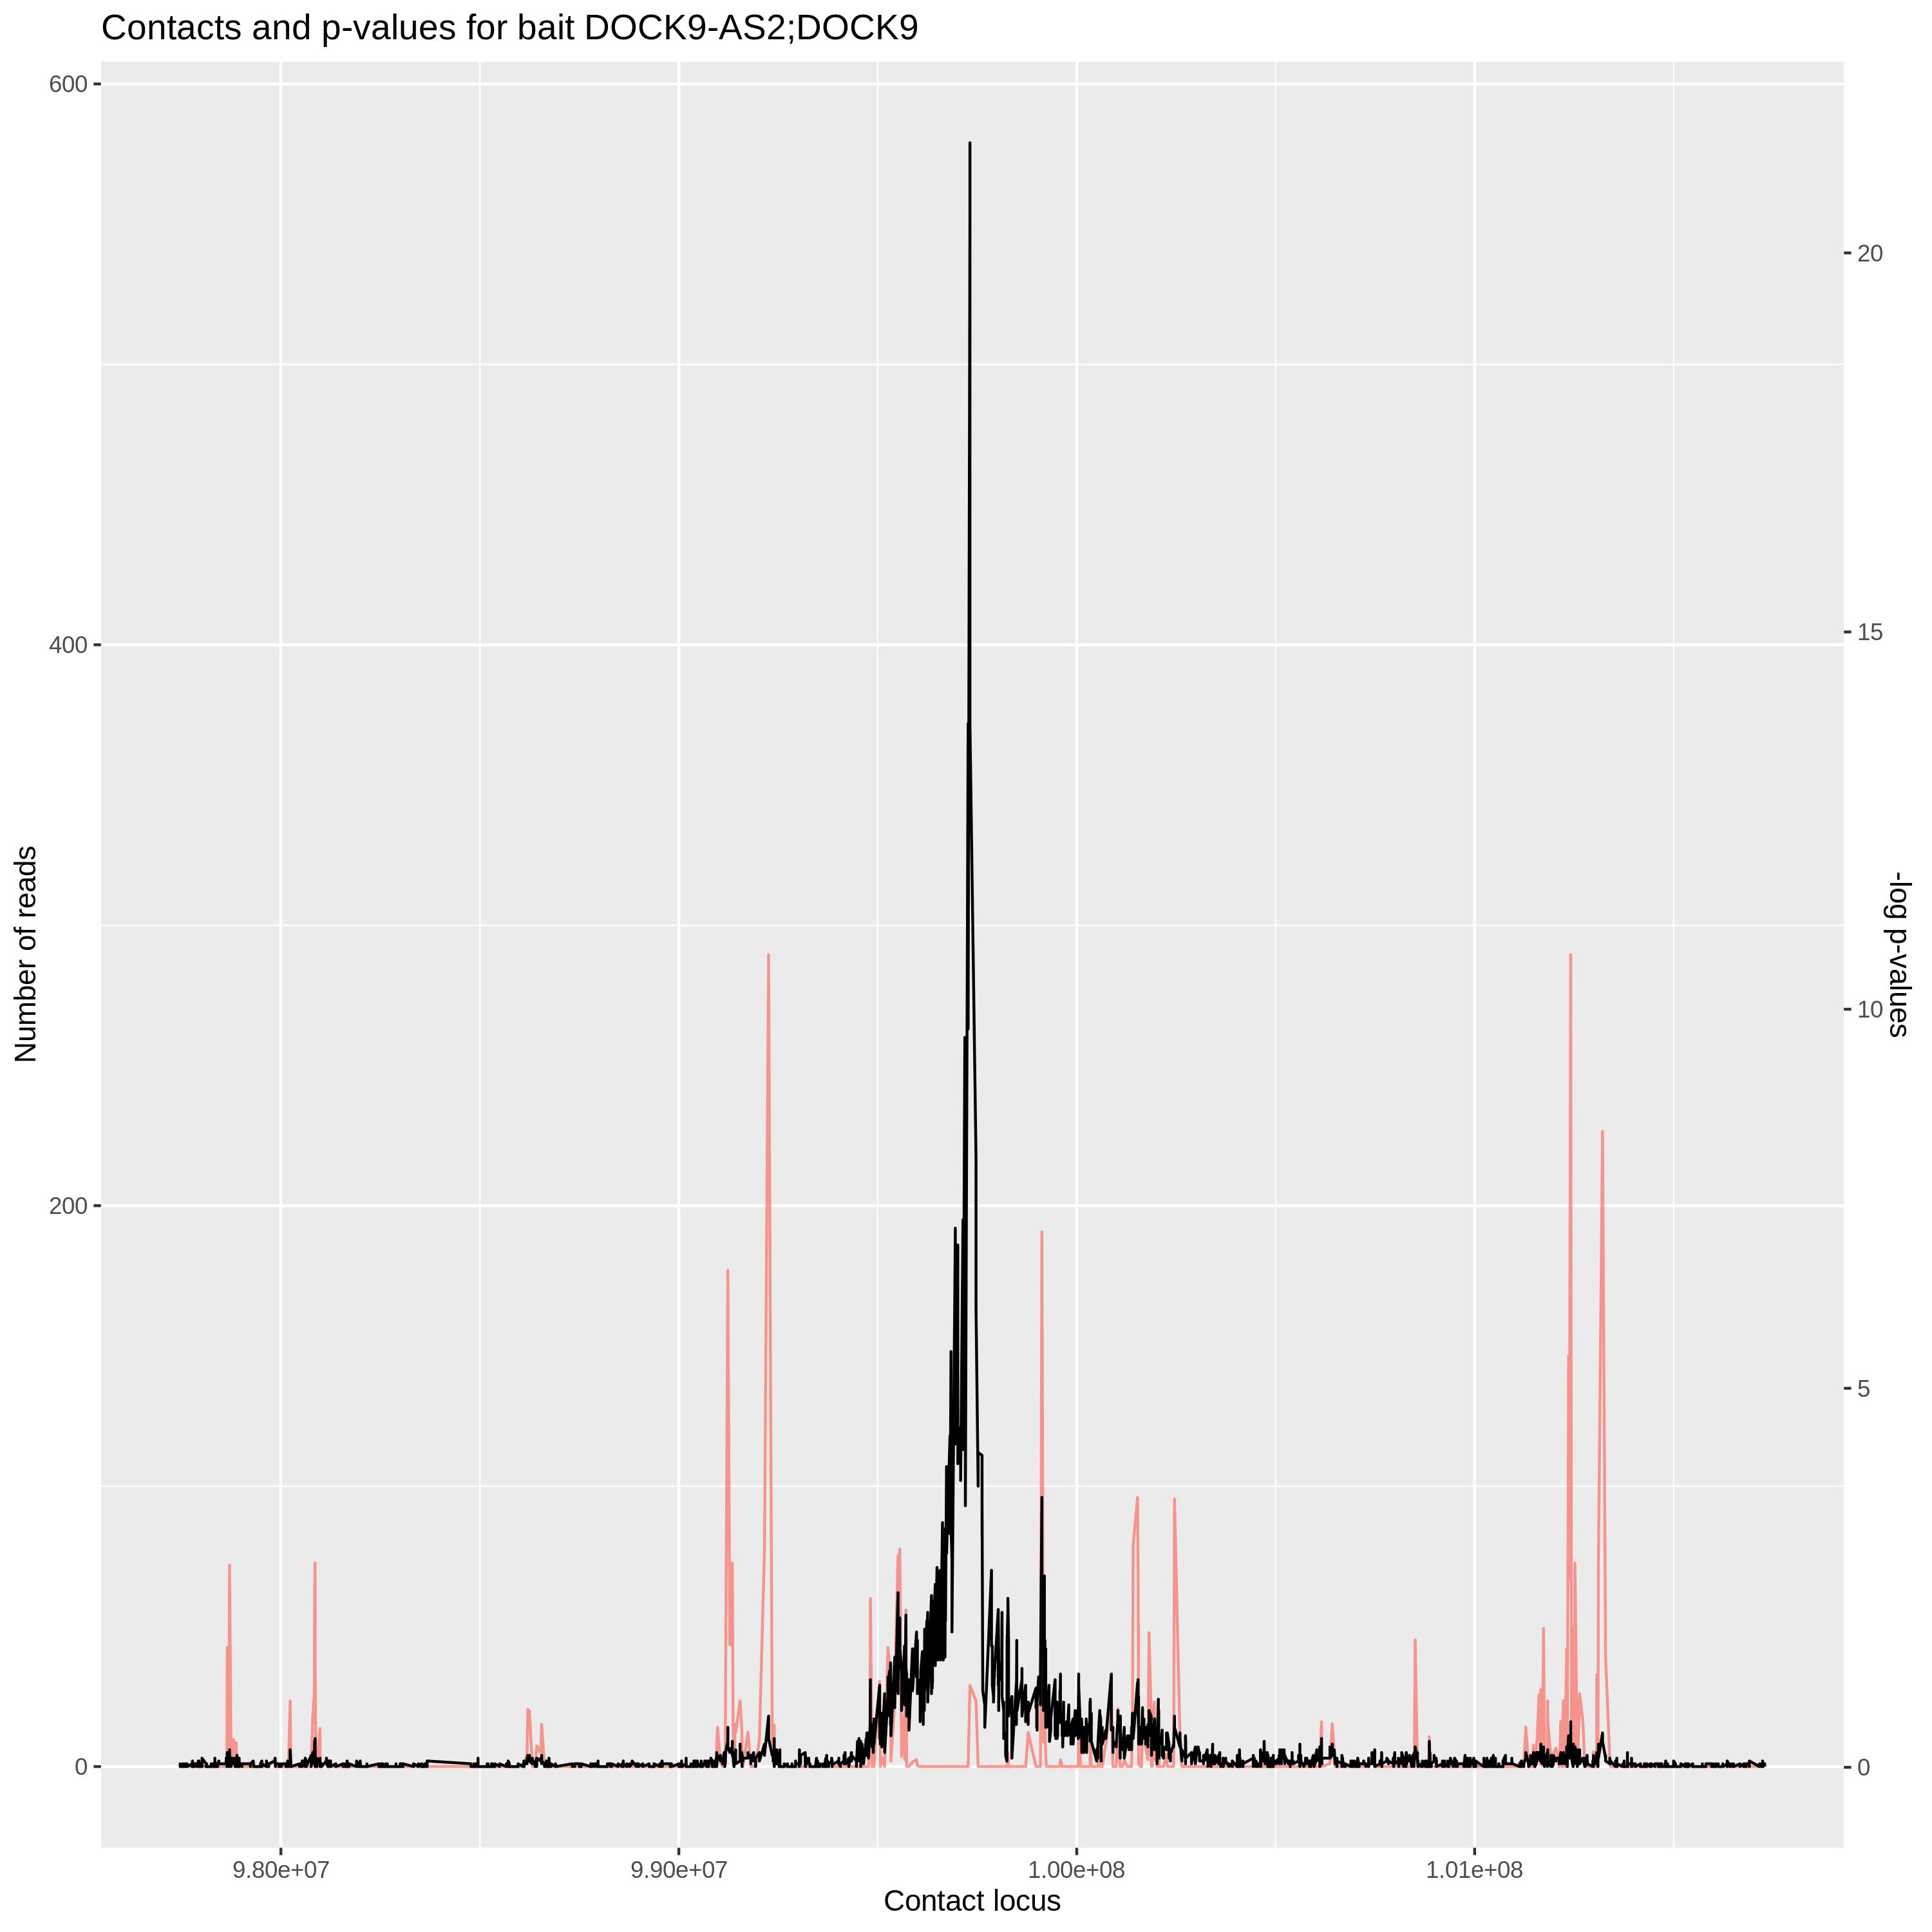 Contacts and p-values for bait DOCK9-AS2;DOCK9
600
400
200
0
Number of reads
20
15
10
5
0
-log p-values
9.80e+07
9.90e+07
1.00e+08
1.01e+08
Contact locus